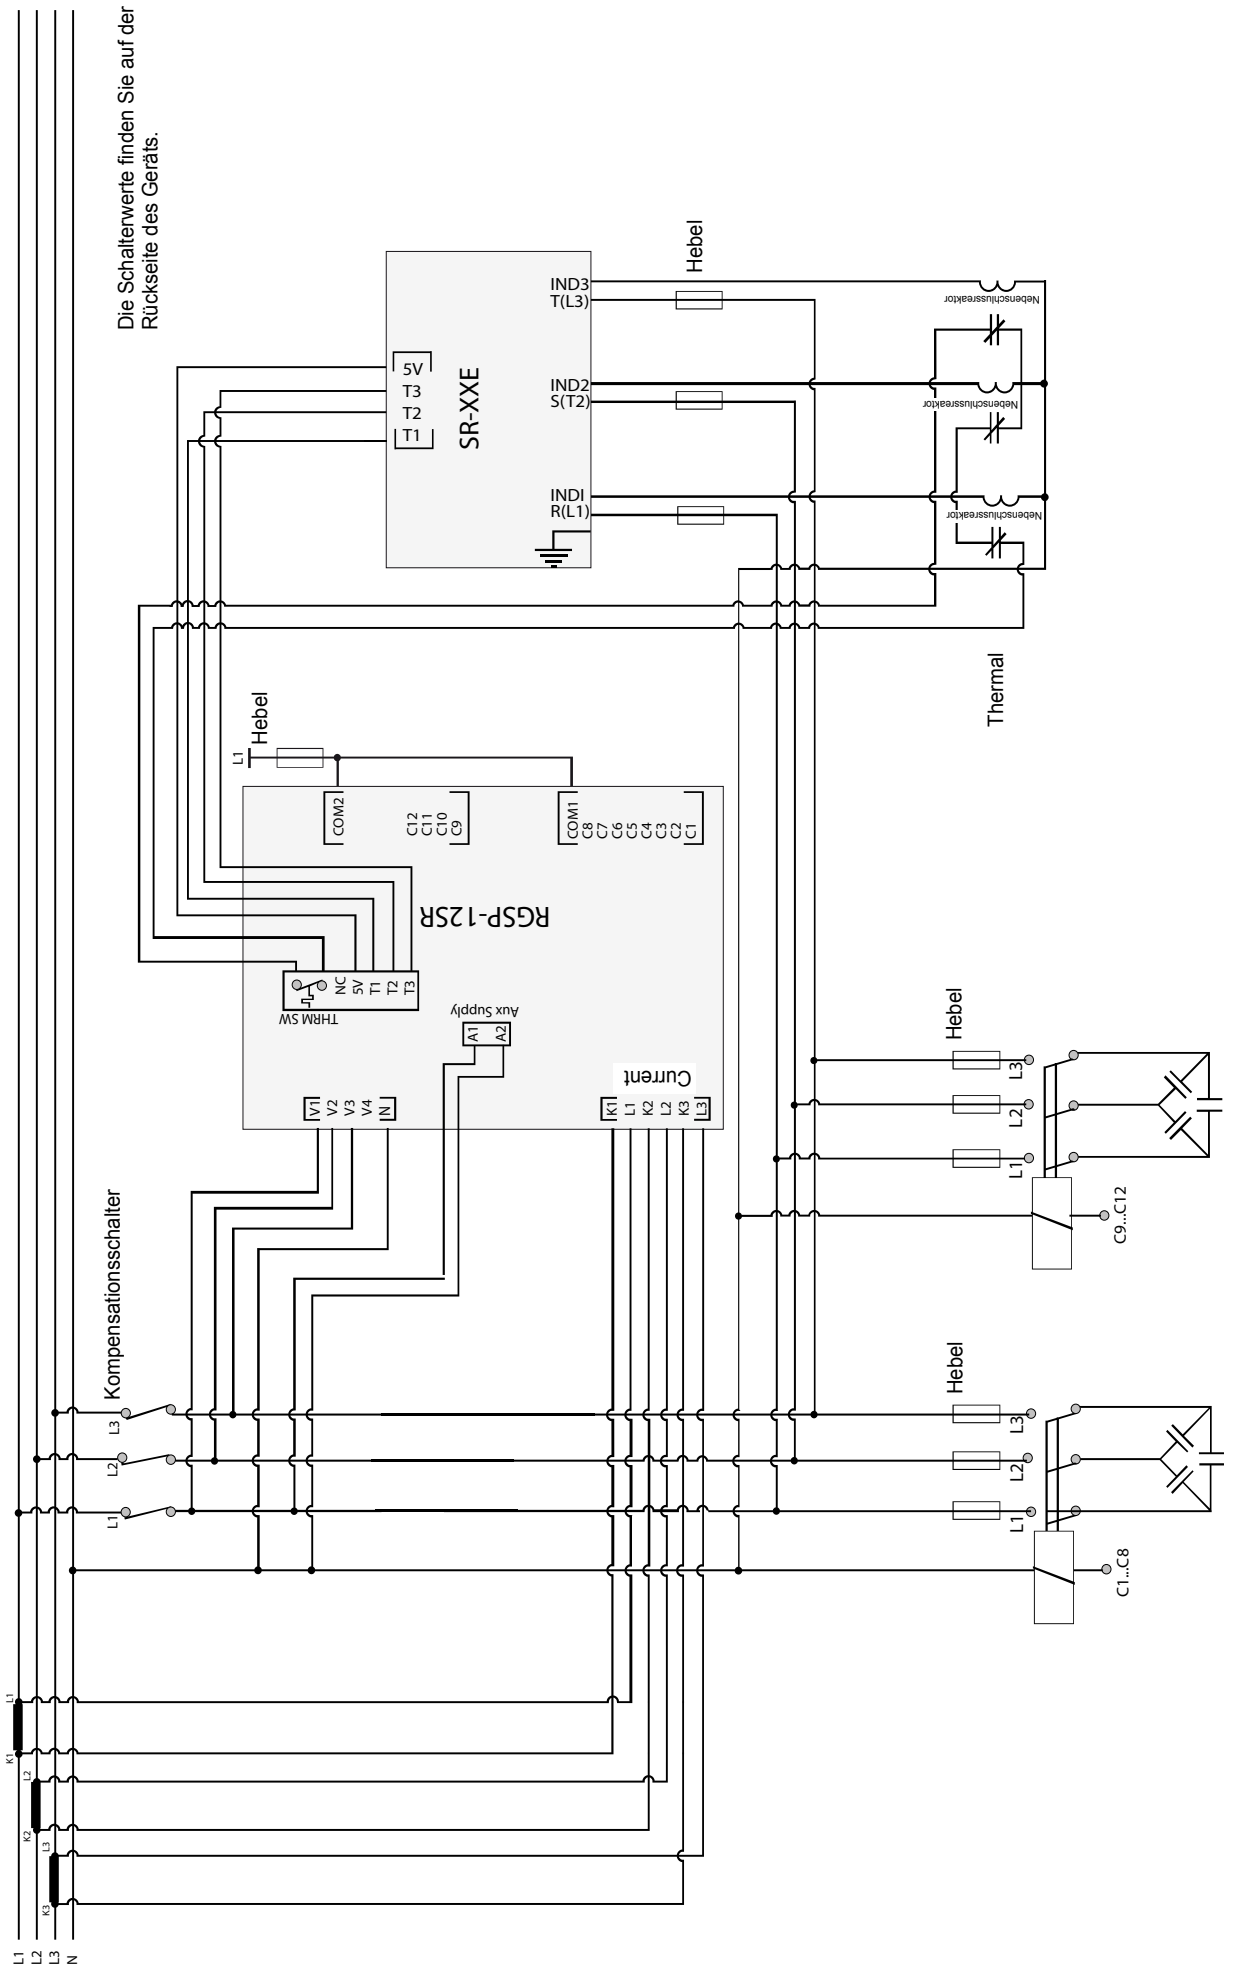 Die Schalterwerte finden Sie auf der
Rückseite des Geräts.
IND3
T(L3)
Hebel
Nebenschlussreaktor
5V
T3
T2
T1
SR-XXE
IND2
S(T2)
Nebenschlussreaktor
INDI
R(L1)
Nebenschlussreaktor
Thermal
L1
Hebel
COM2
C12
C11
C10
C9
COM1
C8
C7
C6
C5
C4
C3
C2
C1
RGSP-12SR
THRM SW
NC
5V
T1
T2
T3
Aux Supply
A1
A2
V1
V2
V3
V4
N
Current
K1
L1
K2
L2
K3
L3
Hebel
L3
L2
L1
C9...C12
Kompensationsschalter
L3
L2
L1
Hebel
L3
L2
L1
C1...C8
L1
K1
L2
K2
L3
K3
L1
L2
L3
N